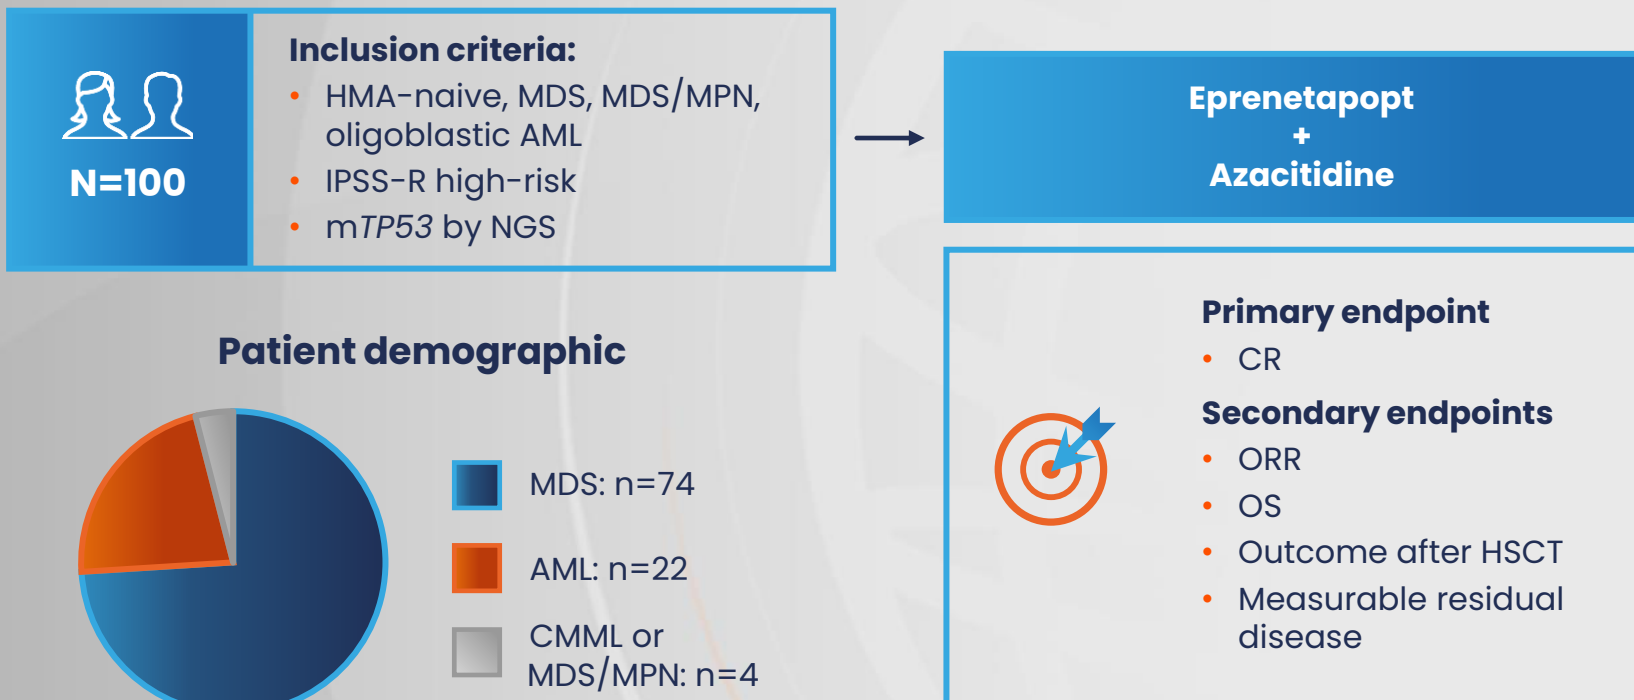 N=100
Inclusion criteria:
• HMA-naive, MDS, MDS/MPN,
oligoblastic AML
• IPSS-R high-risk
• mTP53 by NGS
Eprenetapopt
+
Azacitidine
Patient demographic
MDS: n=74
AML: n=22
CMML or
MDS/MPN: n=4
Primary endpoint
• CR
Secondary endpoints
• ORR
• OS
• Outcome after HSCT
• Measurable residual
disease